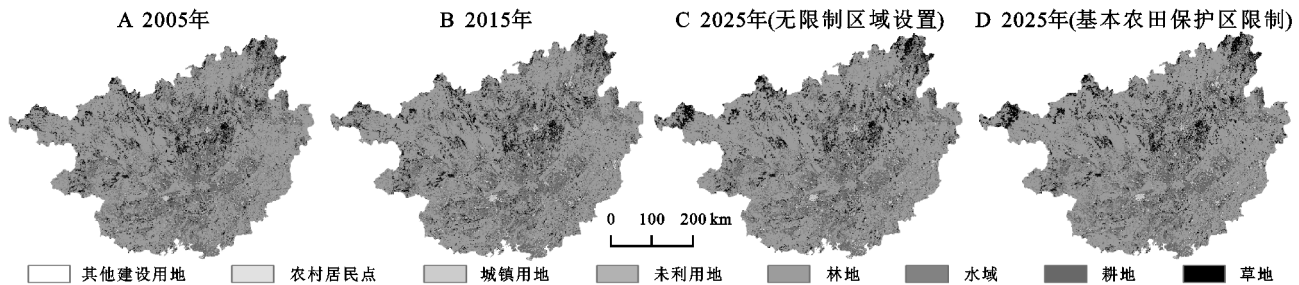 A 2005年
B 2015年
C 2025年(无限制区域设置)
D 2025年(基本农田保护区限制)
0 100 200 km
其他建设用地 农村居民点 城镇用地 未利用地 林地 水域 耕地 草地